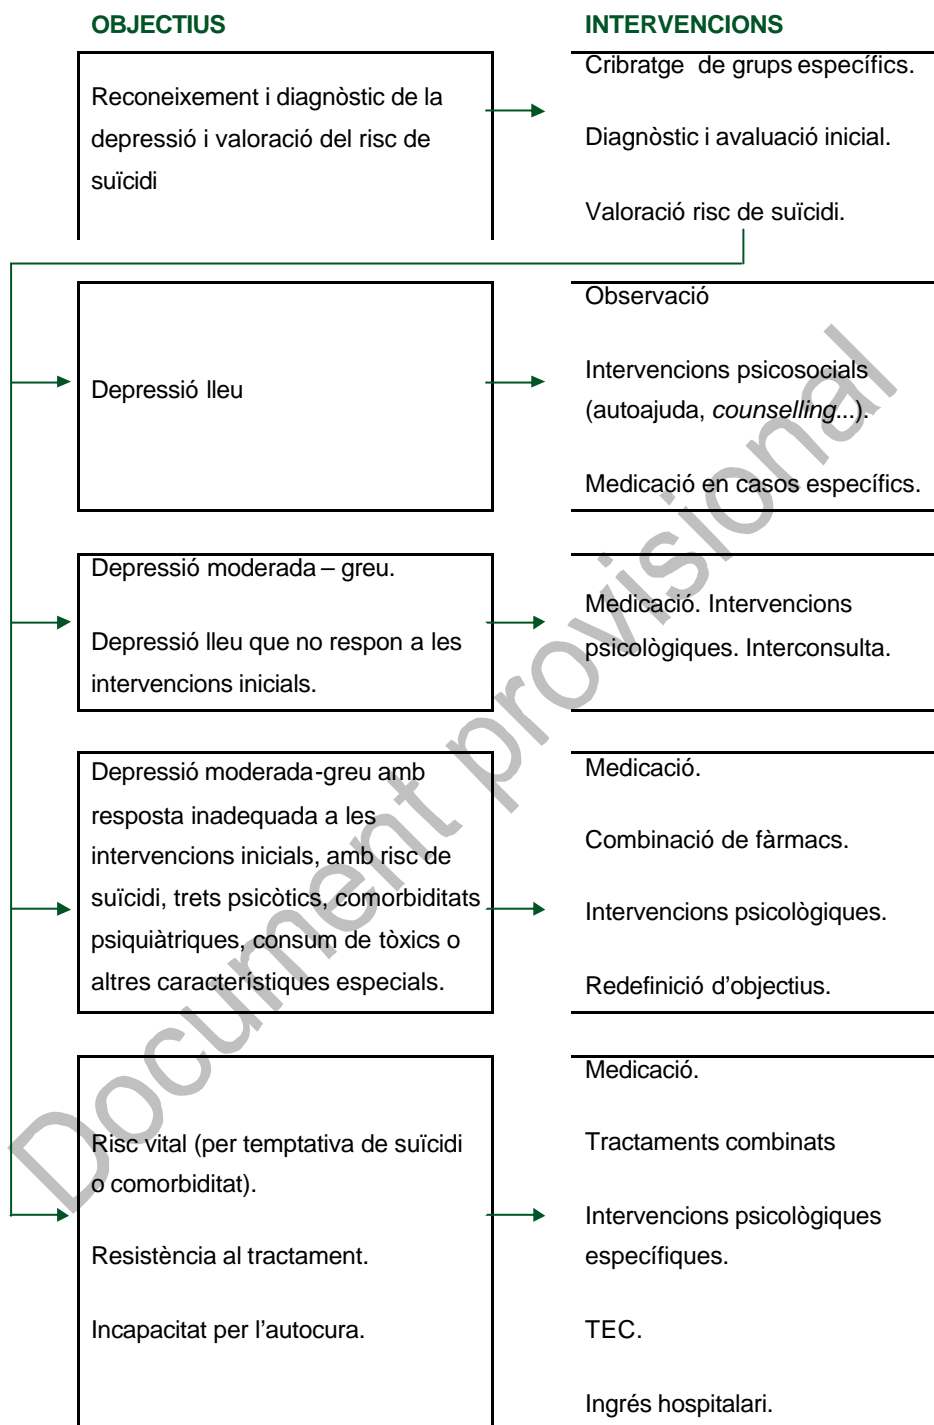 OBJECTIUS
INTERVENCIONS
Reconeixement i diagnòstic de la
depressió i valoració del risc de
suïcidi
Cribratge de grups específics.
Diagnòstic i avaluació inicial.
Valoració risc de suïcidi.
Depressió lleu
Observació
Intervencions psicosocials
(autoajuda, counselling...).
Medicació en casos específics.
Depressió moderada – greu.
Depressió lleu que no respon a les
intervencions inicials.
Medicació. Intervencions
psicològiques. Interconsulta.
Depressió moderada-greu amb
resposta inadequada a les
intervencions inicials, amb risc de
suïcidi, trets psicòtics, comorbiditats
psiquiàtriques, consum de tòxics o
altres característiques especials.
Medicació.
Combinació de fàrmacs.
Intervencions psicològiques.
Redefinició d’objectius.
Risc vital (per temptativa de suïcidi
o comorbiditat).
Resistència al tractament.
Incapacitat per l’autocura.
Medicació.
Tractaments combinats
Intervencions psicològiques
específiques.
TEC.
Ingrés hospitalari.
Document provisional